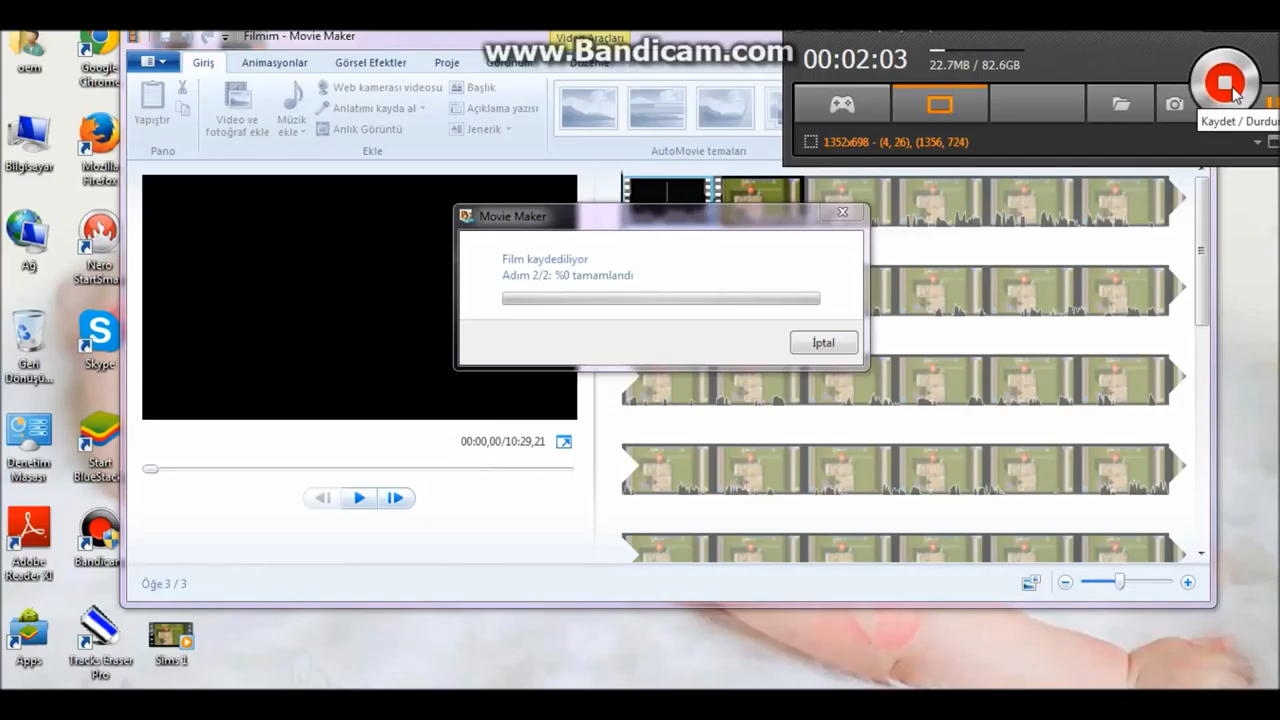 Filmim - Movie Maker
Video Araçları
www.Bandicam.com
00:02:03
22.7MB / 82.6GB
Giriş
Animasyonlar
Görsel Efektler
Proje
Görünüm
Düzenle
Yapıştır
Video ve
fotoğraf ekle
Müzik
ekle
Web kamerası videosu
Anlatımı kayda al
Anlık Görüntü
Başlık
Açıklama yazısı
Jenerik
Pano
Ekle
AutoMovie temaları
Kaydet / Durdur
1352x698 - (4, 26), (1356, 724)
Movie Maker
Film kaydediliyor
Adım 2/2: %0 tamamlandı
İptal
00:00,00/10:29,21
Öğe 3 / 3
oem
Google
Chrome
Bilgisayar
Mozilla
Firefox
Ağ
Nero
StartSma
Geri
Dönüşü...
Skype
Denetim
Masası
Start
BlueStack
Adobe
Reader XI
Bandicam
Apps
Tracks Eraser
Pro
Sims 1